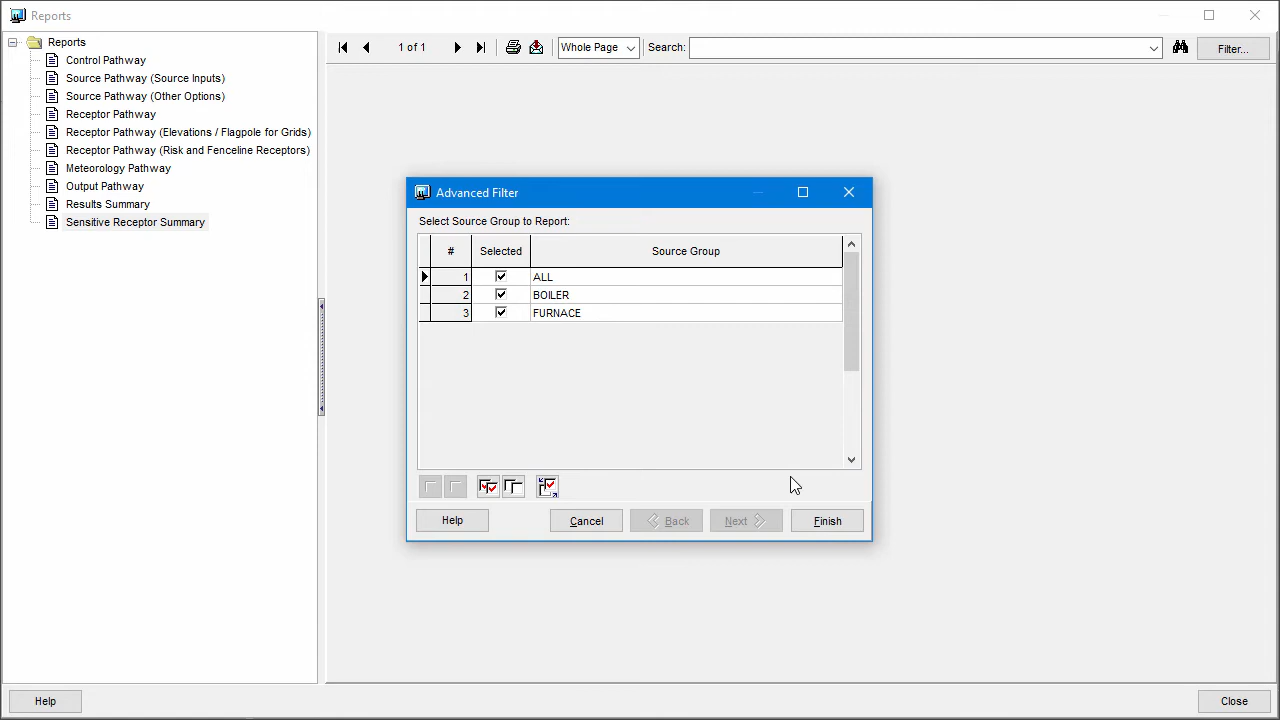 Reports
Reports
Control Pathway
Source Pathway (Source Inputs)
Source Pathway (Other Options)
Receptor Pathway
Receptor Pathway (Elevations / Flagpole for Grids)
Receptor Pathway (Risk and Fenceline Receptors)
Meteorology Pathway
Output Pathway
Results Summary
Sensitive Receptor Summary
1 of 1
Whole Page
Search:
Filter...
Advanced Filter
Select Source Group to Report:
# Selected Source Group
1 ALL
2 BOILER
3 FURNACE
Help Cancel Back Next Finish
Help
Close